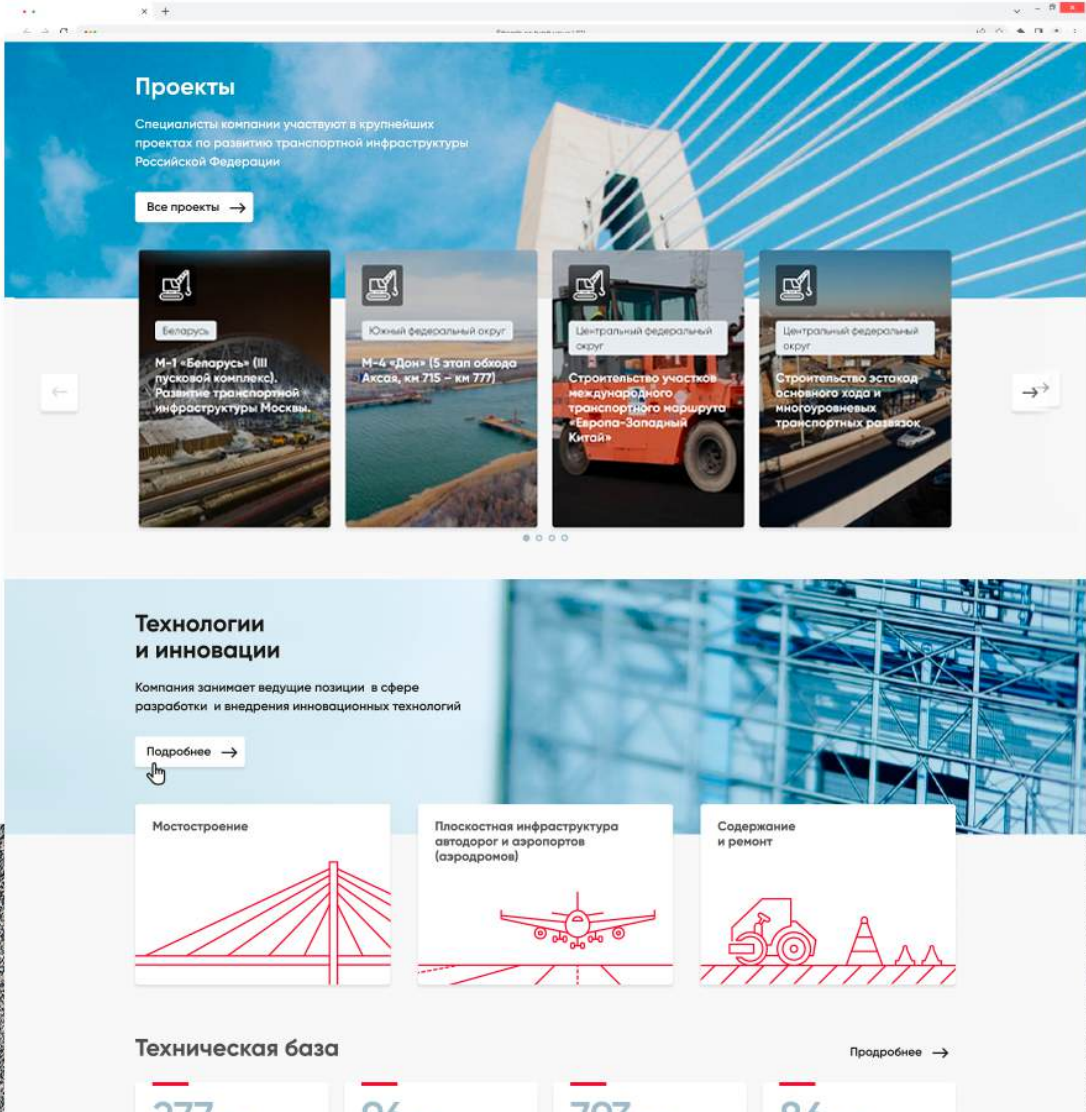 Проекты
Специалисты компании участвуют в крупнейших
проектах по развитию транспортной инфраструктуры
Российской Федерации
Все проекты →
Беларусь
М-1 «Беларусь» (III
пусковой комплекс).
Развитие транспортной
инфраструктуры Москвы.
Южный федеральный округ
М-4 «Дон» (5 этап обхода
Аксая, км 715 – км 777)
Центральный федеральный
округ
Строительство участков
международного
транспортного маршрута
«Европа-Западный
Китай»
Центральный федеральный
округ
Строительство эстакад
основного хода и
многоуровневых
транспортных развязок
Технологии
и инновации
Компания занимает ведущие позиции в сфере
разработки и внедрения инновационных технологий
Подробнее →
Мостостроение
Плоскостная инфраструктура
автодорог и аэропортов
(аэродромов)
Содержание
и ремонт
Техническая база
Продробнее →